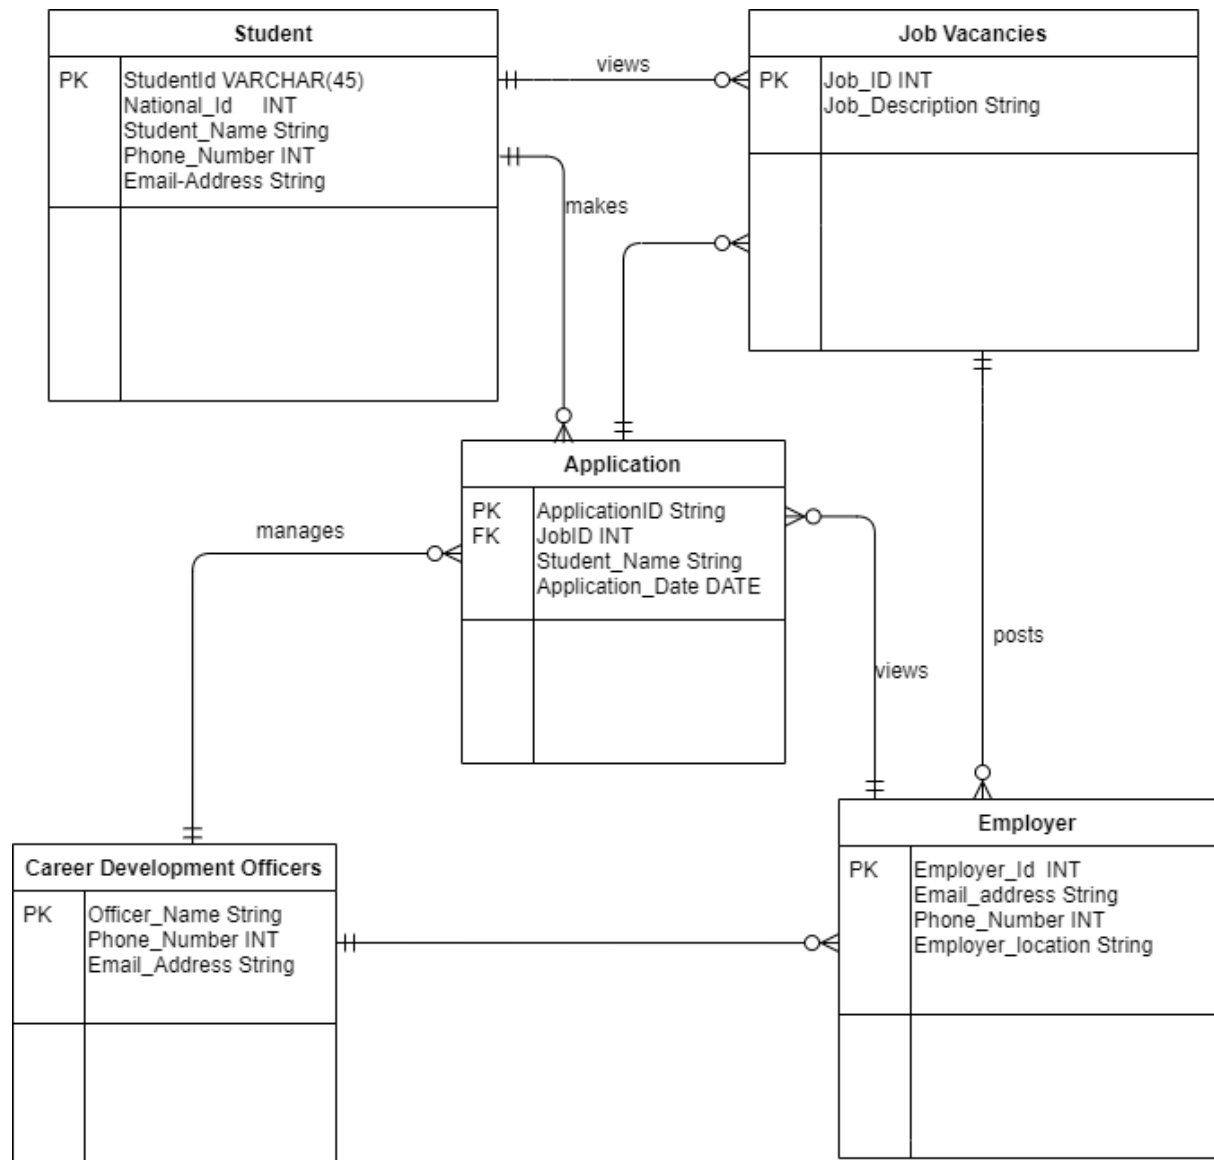 Student
PK StudentId VARCHAR(45)
National_Id INT
Student_Name String
Phone_Number INT
Email-Address String
views
makes
Job Vacancies
PK Job_ID INT
Job_Description String
Application
PK ApplicationID String
FK JobID INT
Student_Name String
Application_Date DATE
manages
views
posts
Career Development Officers
PK Officer_Name String
Phone_Number INT
Email_Address String
Employer
PK Employer_Id INT
Email_address String
Phone_Number INT
Employer_location String